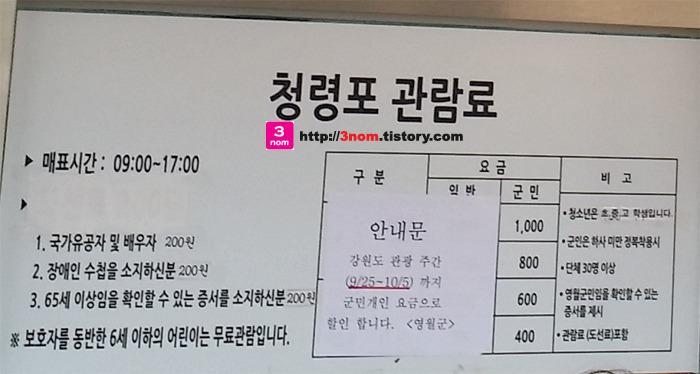 청령포 관람료
3
nom
http://3nom.tistory.com
▶ 매표시간 : 09:00~17:00
▶
1. 국가유공자 및 배우자 200원
2. 장애인 수첩을 소지하신분 200원
3. 65세 이상임을 확인할 수 있는 증서를 소지하신분 200원
※ 보호자를 동반한 6세 이하의 어린이는 무료관람입니다.
구 분
요 금
비 고
일 반
군 민
1,000
800
600
400
안내문
강원도 관광 주간
(9/25~10/5) 까지
군민개인 요금으로
할인 합니다. <영월군>
• 청소년은 초.중.고 학생입니다.
• 군인은 하사 미만 정복착용시
• 단체 30명 이상
• 영월군민임을 확인할 수 있는
증서를 제시
• 관람료 (도선료)포함